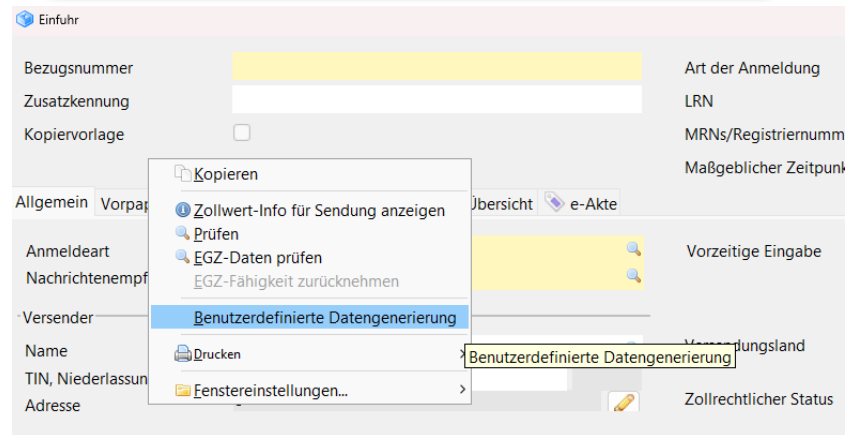 Einfuhr
Bezugsnummer
Art der Anmeldung
Zusatzkennung
LRN
Kopiervorlage
MRNs/Registriernumm
Maßgeblicher Zeitpunk
Kopieren
Allgemein
Zollwert-Info für Sendung anzeigen
Übersicht
e-Akte
Prüfen
Anmeldeart
EGZ-Daten prüfen
Vorzeitige Eingabe
Nachrichtenempf
EGZ-Fähigkeit zurücknehmen
Versender
Benutzerdefinierte Datengenerierung
Name
Drucken
Benutzerdefinierte Datengenerierung
TIN, Niederlassun
Fenstereinstellungen...
Zollrechtlicher Status
Adresse